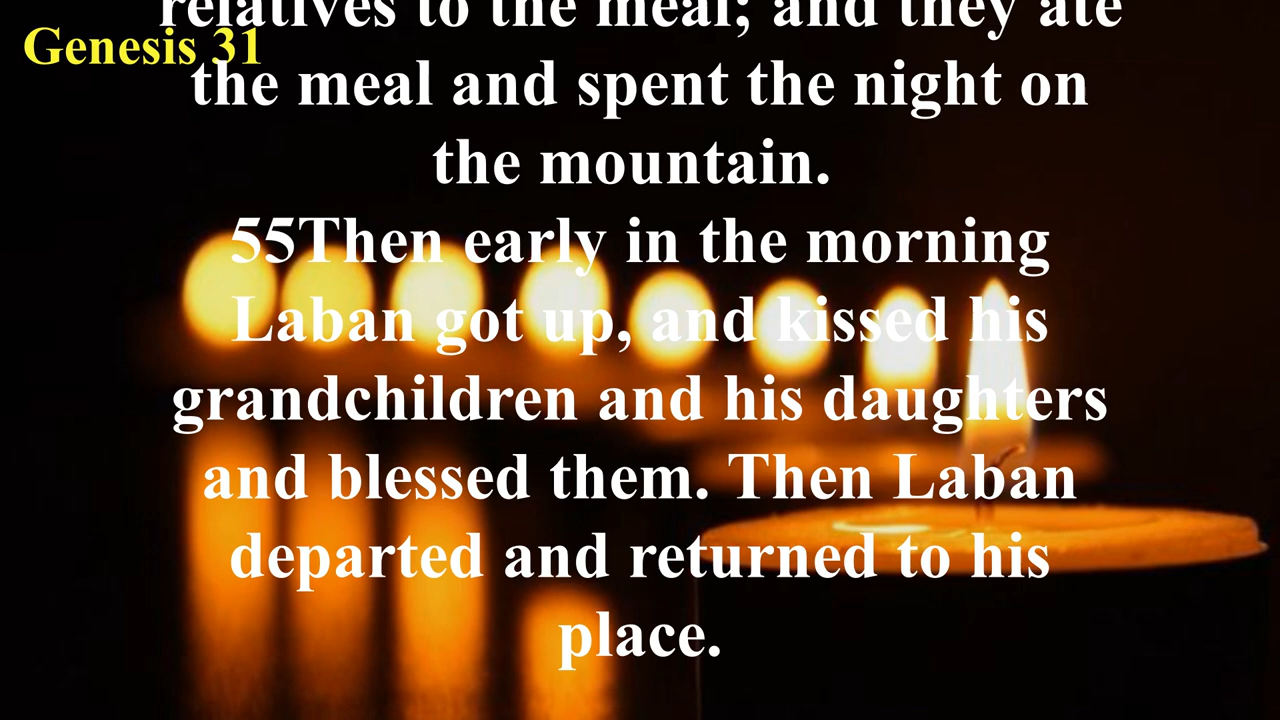 relatives to the meal; and they ate
Genesis 31
the meal and spent the night on
the mountain.
55Then early in the morning
Laban got up, and kissed his
grandchildren and his daughters
and blessed them. Then Laban
departed and returned to his
place.